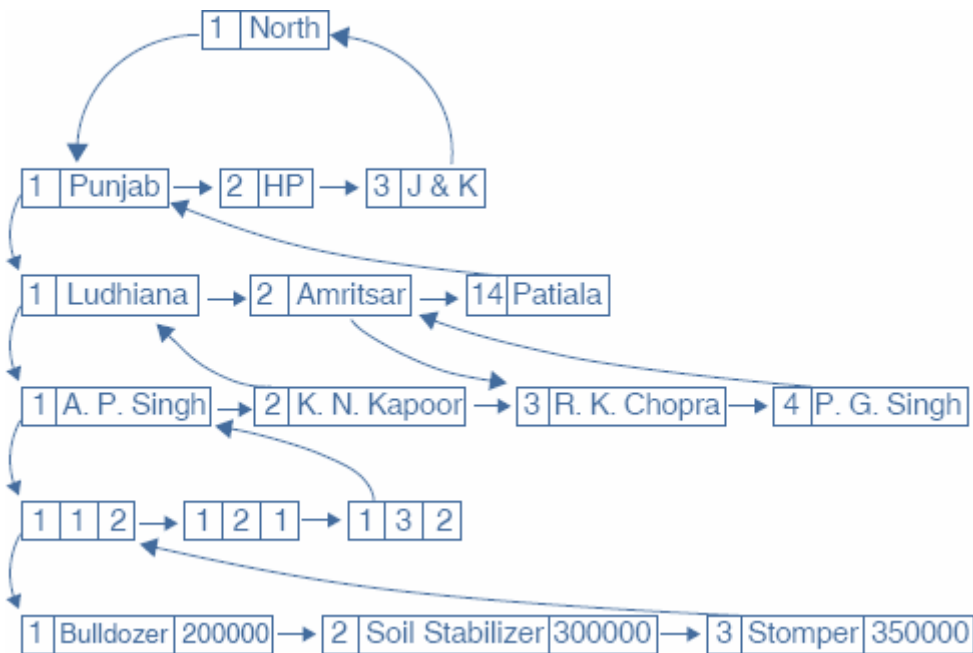 1 North
1 Punjab 2 HP 3 J & K
1 Ludhiana 2 Amritsar 14 Patiala
1 A. P. Singh 2 K. N. Kapoor 3 R. K. Chopra 4 P. G. Singh
1 1 2 1 2 1 1 3 2
1 Bulldozer 200000 2 Soil Stabilizer 300000 3 Stomper 350000